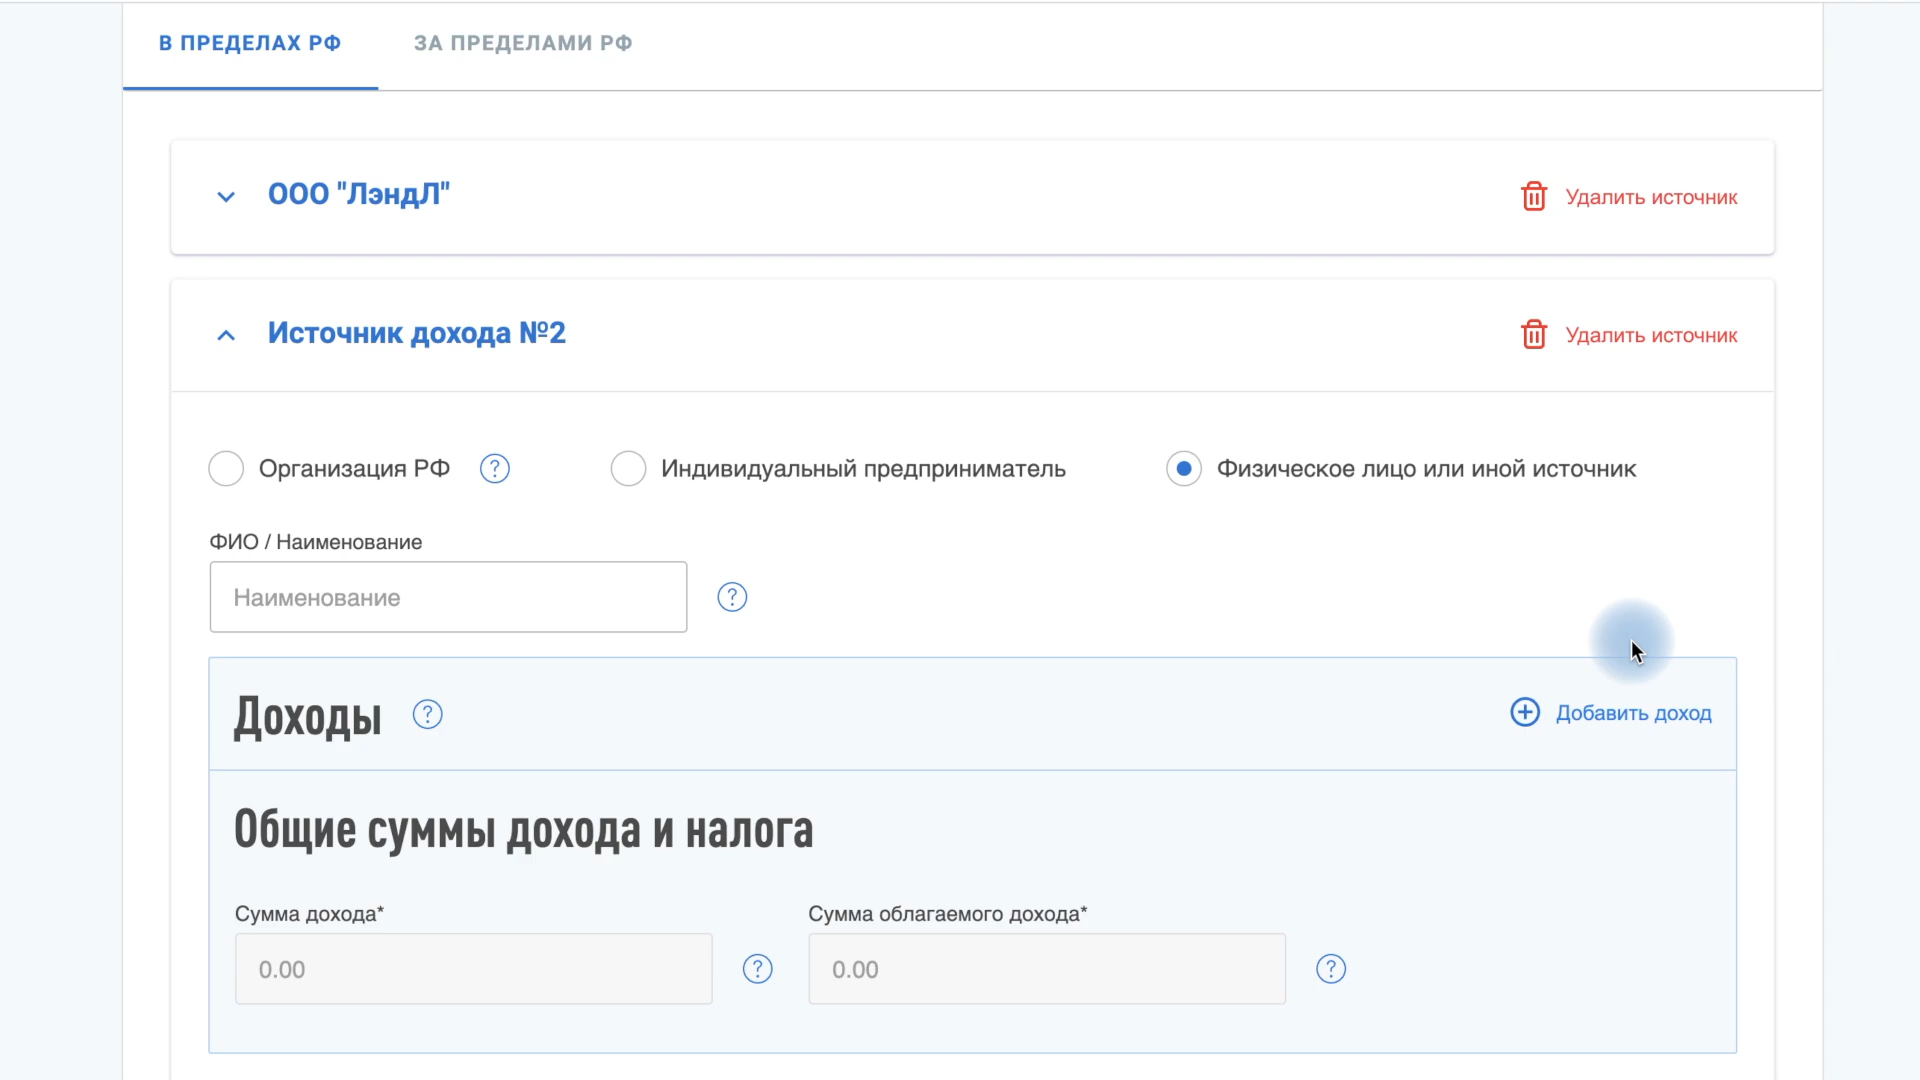 В ПРЕДЕЛАХ РФ ЗА ПРЕДЕЛАМИ РФ
ООО "ЛэндЛ" Удалить источник
Источник дохода №2 Удалить источник
Организация РФ ? Индивидуальный предприниматель Физическое лицо или иной источник
ФИО / Наименование
Наименование ?
Доходы ? Добавить доход
Общие суммы дохода и налога
Сумма дохода* Сумма облагаемого дохода*
0.00 ? 0.00 ?